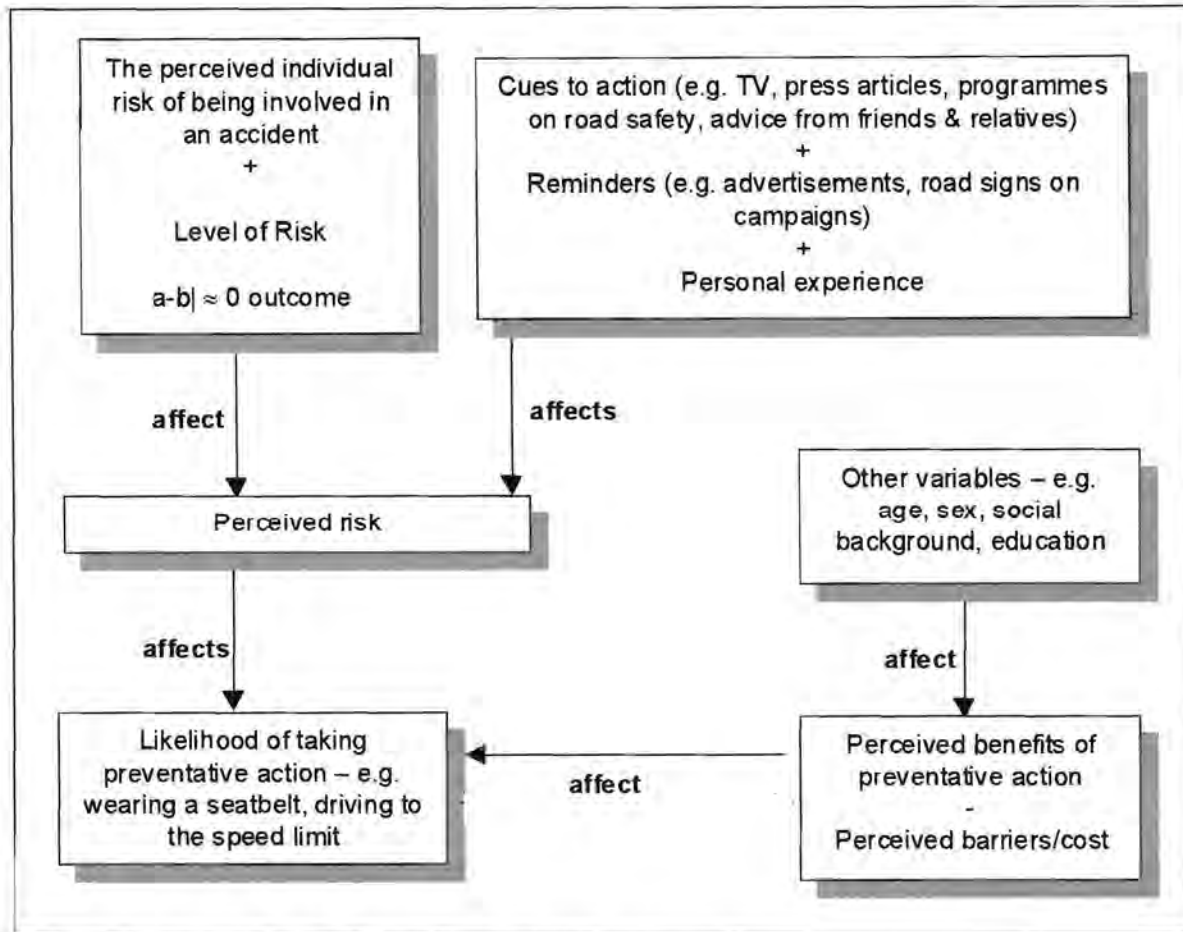 The perceived individual
risk of being involved in
an accident
+
Level of Risk
a-b| ≈ 0 outcome
Cues to action (e.g. TV, press articles, programmes
on road safety, advice from friends & relatives)
+
Reminders (e.g. advertisements, road signs on
campaigns)
+
Personal experience
affect
affects
Perceived risk
Other variables – e.g.
age, sex, social
background, education
affects
affect
Likelihood of taking
preventative action – e.g.
wearing a seatbelt, driving to
the speed limit
affect
Perceived benefits of
preventative action
-
Perceived barriers/cost